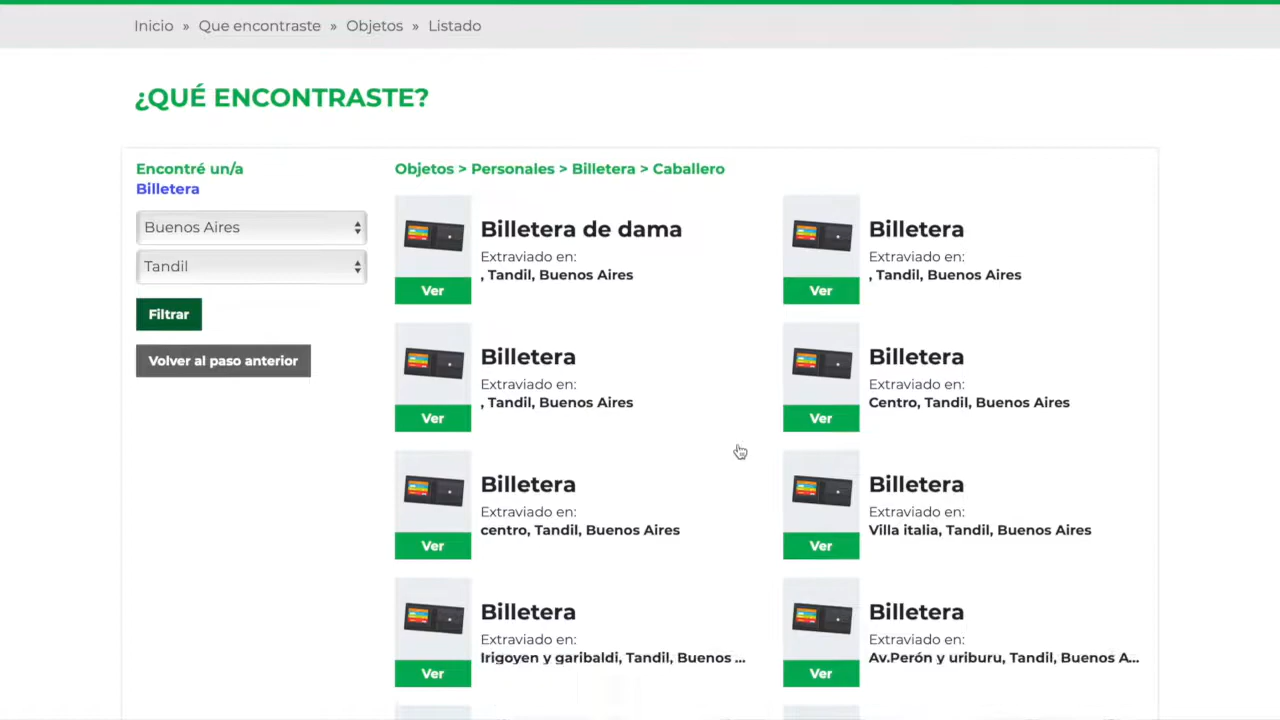 Inicio » Que encontraste » Objetos » Listado
¿QUÉ ENCONTRASTE?
Encontré un/a
Billetera
Buenos Aires
Tandil
Filtrar
Volver al paso anterior
Objetos > Personales > Billetera > Caballero
Billetera de dama
Extraviado en:
, Tandil, Buenos Aires
Ver
Billetera
Extraviado en:
, Tandil, Buenos Aires
Ver
Billetera
Extraviado en:
, Tandil, Buenos Aires
Ver
Billetera
Extraviado en:
Centro, Tandil, Buenos Aires
Ver
Billetera
Extraviado en:
centro, Tandil, Buenos Aires
Ver
Billetera
Extraviado en:
Villa italia, Tandil, Buenos Aires
Ver
Billetera
Extraviado en:
Irigoyen y garibaldi, Tandil, Buenos ...
Ver
Billetera
Extraviado en:
Av.Perón y uriburu, Tandil, Buenos A...
Ver